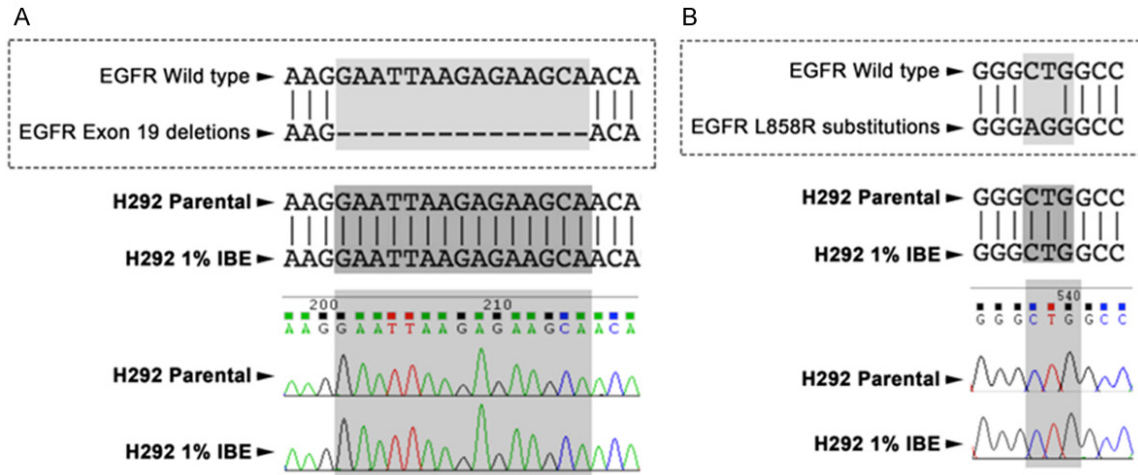 A
EGFR Wild type ► AAGGAATTAAGAGAAGCAACA
EGFR Exon 19 deletions ► AAG---------------ACA
H292 Parental ► AAGGAATTAAGAGAAGCAACA
H292 1% IBE ► AAGGAATTAAGAGAAGCAACA
200 210
A A G G A A T T A A G A G A A G C A A C A
H292 Parental ►
H292 1% IBE ►
B
EGFR Wild type ► GGGCTGGCC
EGFR L858R substitutions ► GGGAGGGCC
H292 Parental ► GGGCTGGCC
H292 1% IBE ► GGGCTGGCC
540
G G G C T G G C C
H292 Parental ►
H292 1% IBE ►